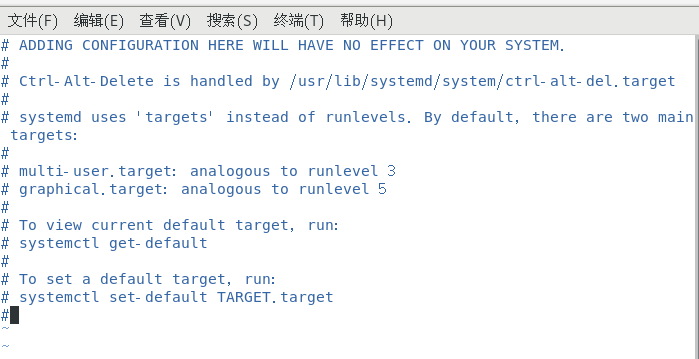 文件(F) 编辑(E) 查看(V) 搜索(S) 终端(T) 帮助(H)
# ADDING CONFIGURATION HERE WILL HAVE NO EFFECT ON YOUR SYSTEM.
#
# Ctrl-Alt-Delete is handled by /usr/lib/systemd/system/ctrl-alt-del.target
#
# systemd uses 'targets' instead of runlevels. By default, there are two main
targets:
#
# multi-user.target: analogous to runlevel 3
# graphical.target: analogous to runlevel 5
#
# To view current default target, run:
# systemctl get-default
#
# To set a default target, run:
# systemctl set-default TARGET.target
#
~
~